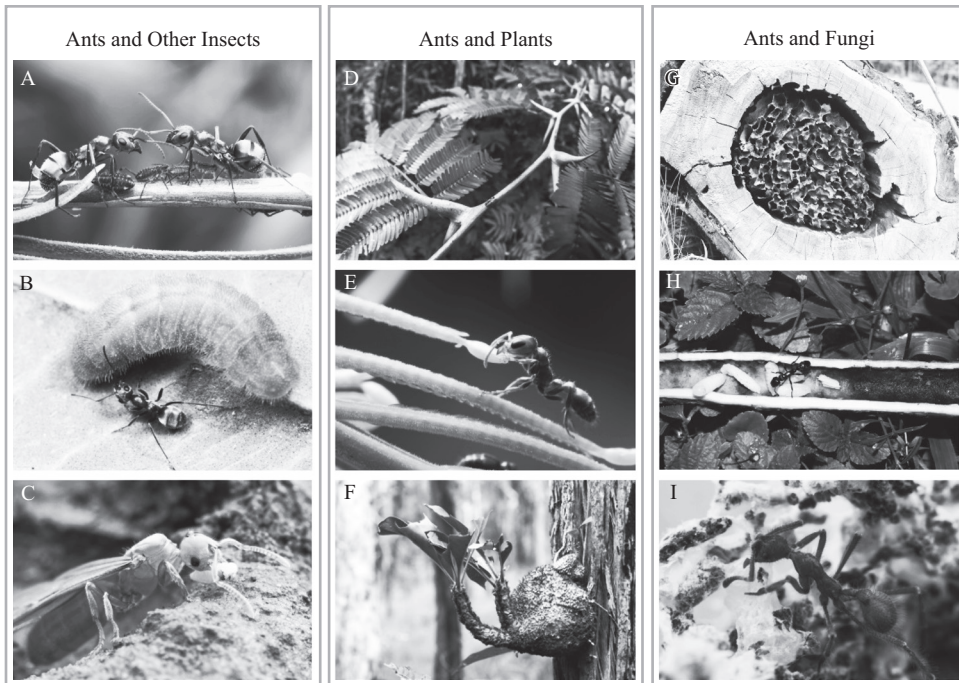 Ants and Other Insects
A
B
C
Ants and Plants
D
E
F
Ants and Fungi
G
H
I